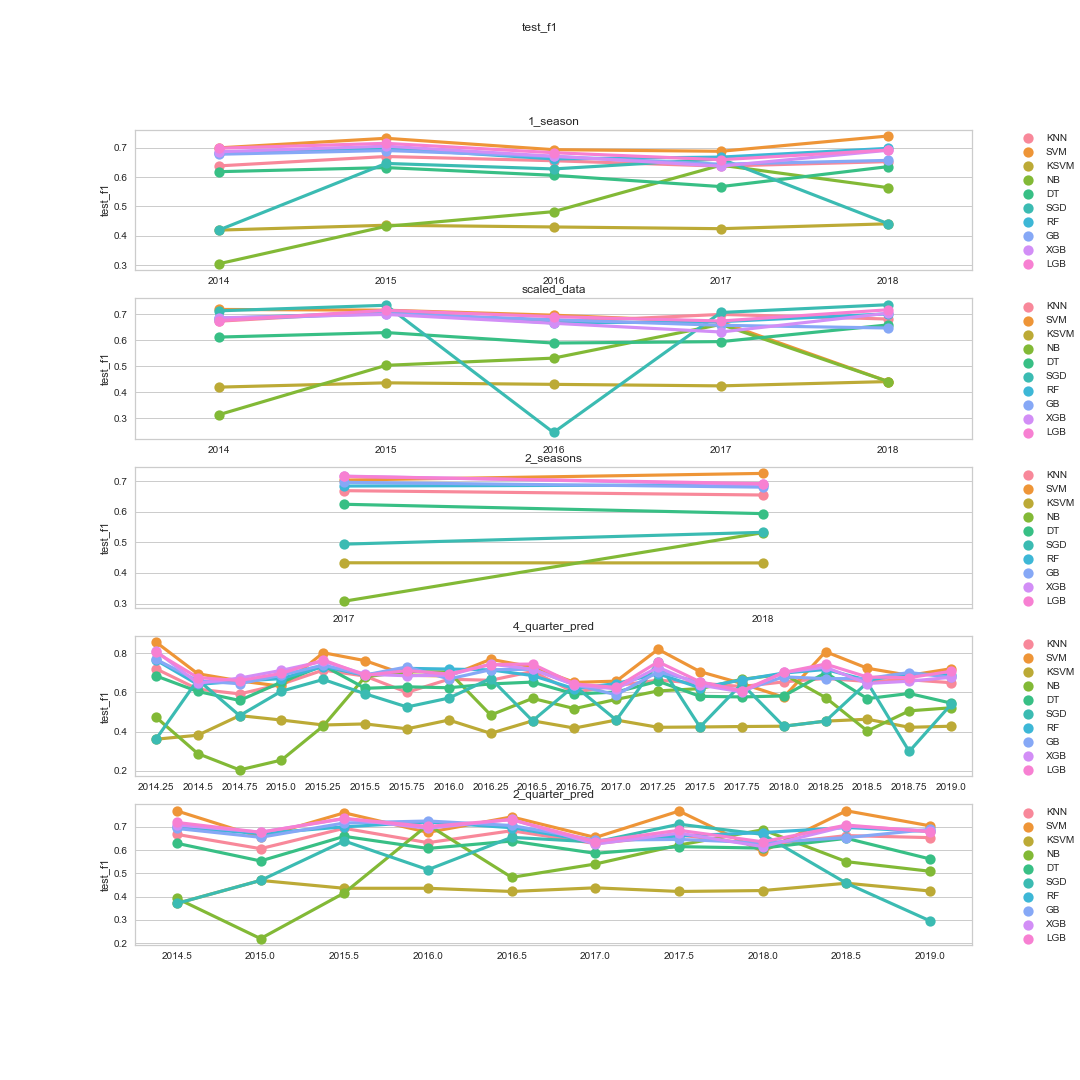 test_f1
1_season
test_f1
0.7
0.6
0.5
0.4
0.3
2014 2015 2016 2017 2018
KNN
SVM
KSVM
NB
DT
SGD
RF
GB
XGB
LGB
scaled_data
test_f1
0.7
0.6
0.5
0.4
0.3
2014 2015 2016 2017 2018
KNN
SVM
KSVM
NB
DT
SGD
RF
GB
XGB
LGB
2_seasons
test_f1
0.7
0.6
0.5
0.4
0.3
2017 2018
KNN
SVM
KSVM
NB
DT
SGD
RF
GB
XGB
LGB
4_quarter_pred
test_f1
0.8
0.6
0.4
0.2
2014.25 2014.5 2014.75 2015.0 2015.25 2015.5 2015.75 2016.0 2016.25 2016.5 2016.75 2017.0 2017.25 2017.5 2017.75 2018.0 2018.25 2018.5 2018.75 2019.0
KNN
SVM
KSVM
NB
DT
SGD
RF
GB
XGB
LGB
2_quarter_pred
test_f1
0.7
0.6
0.5
0.4
0.3
0.2
2014.5 2015.0 2015.5 2016.0 2016.5 2017.0 2017.5 2018.0 2018.5 2019.0
KNN
SVM
KSVM
NB
DT
SGD
RF
GB
XGB
LGB